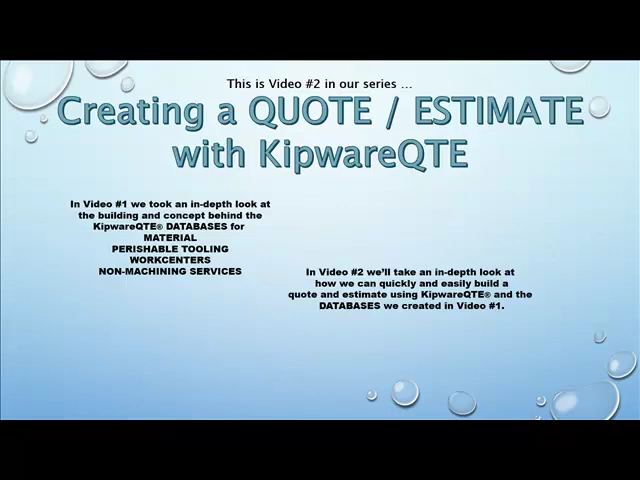 This is Video #2 in our series ...
Creating a QUOTE / ESTIMATE
with KipwareQTE
In Video #1 we took an in-depth look at
the building and concept behind the
KipwareQTE® DATABASES for
MATERIAL
PERISHABLE TOOLING
WORKCENTERS
NON-MACHINING SERVICES
In Video #2 we'll take an in-depth look at
how we can quickly and easily build a
quote and estimate using KipwareQTE® and the
DATABASES we created in Video #1.